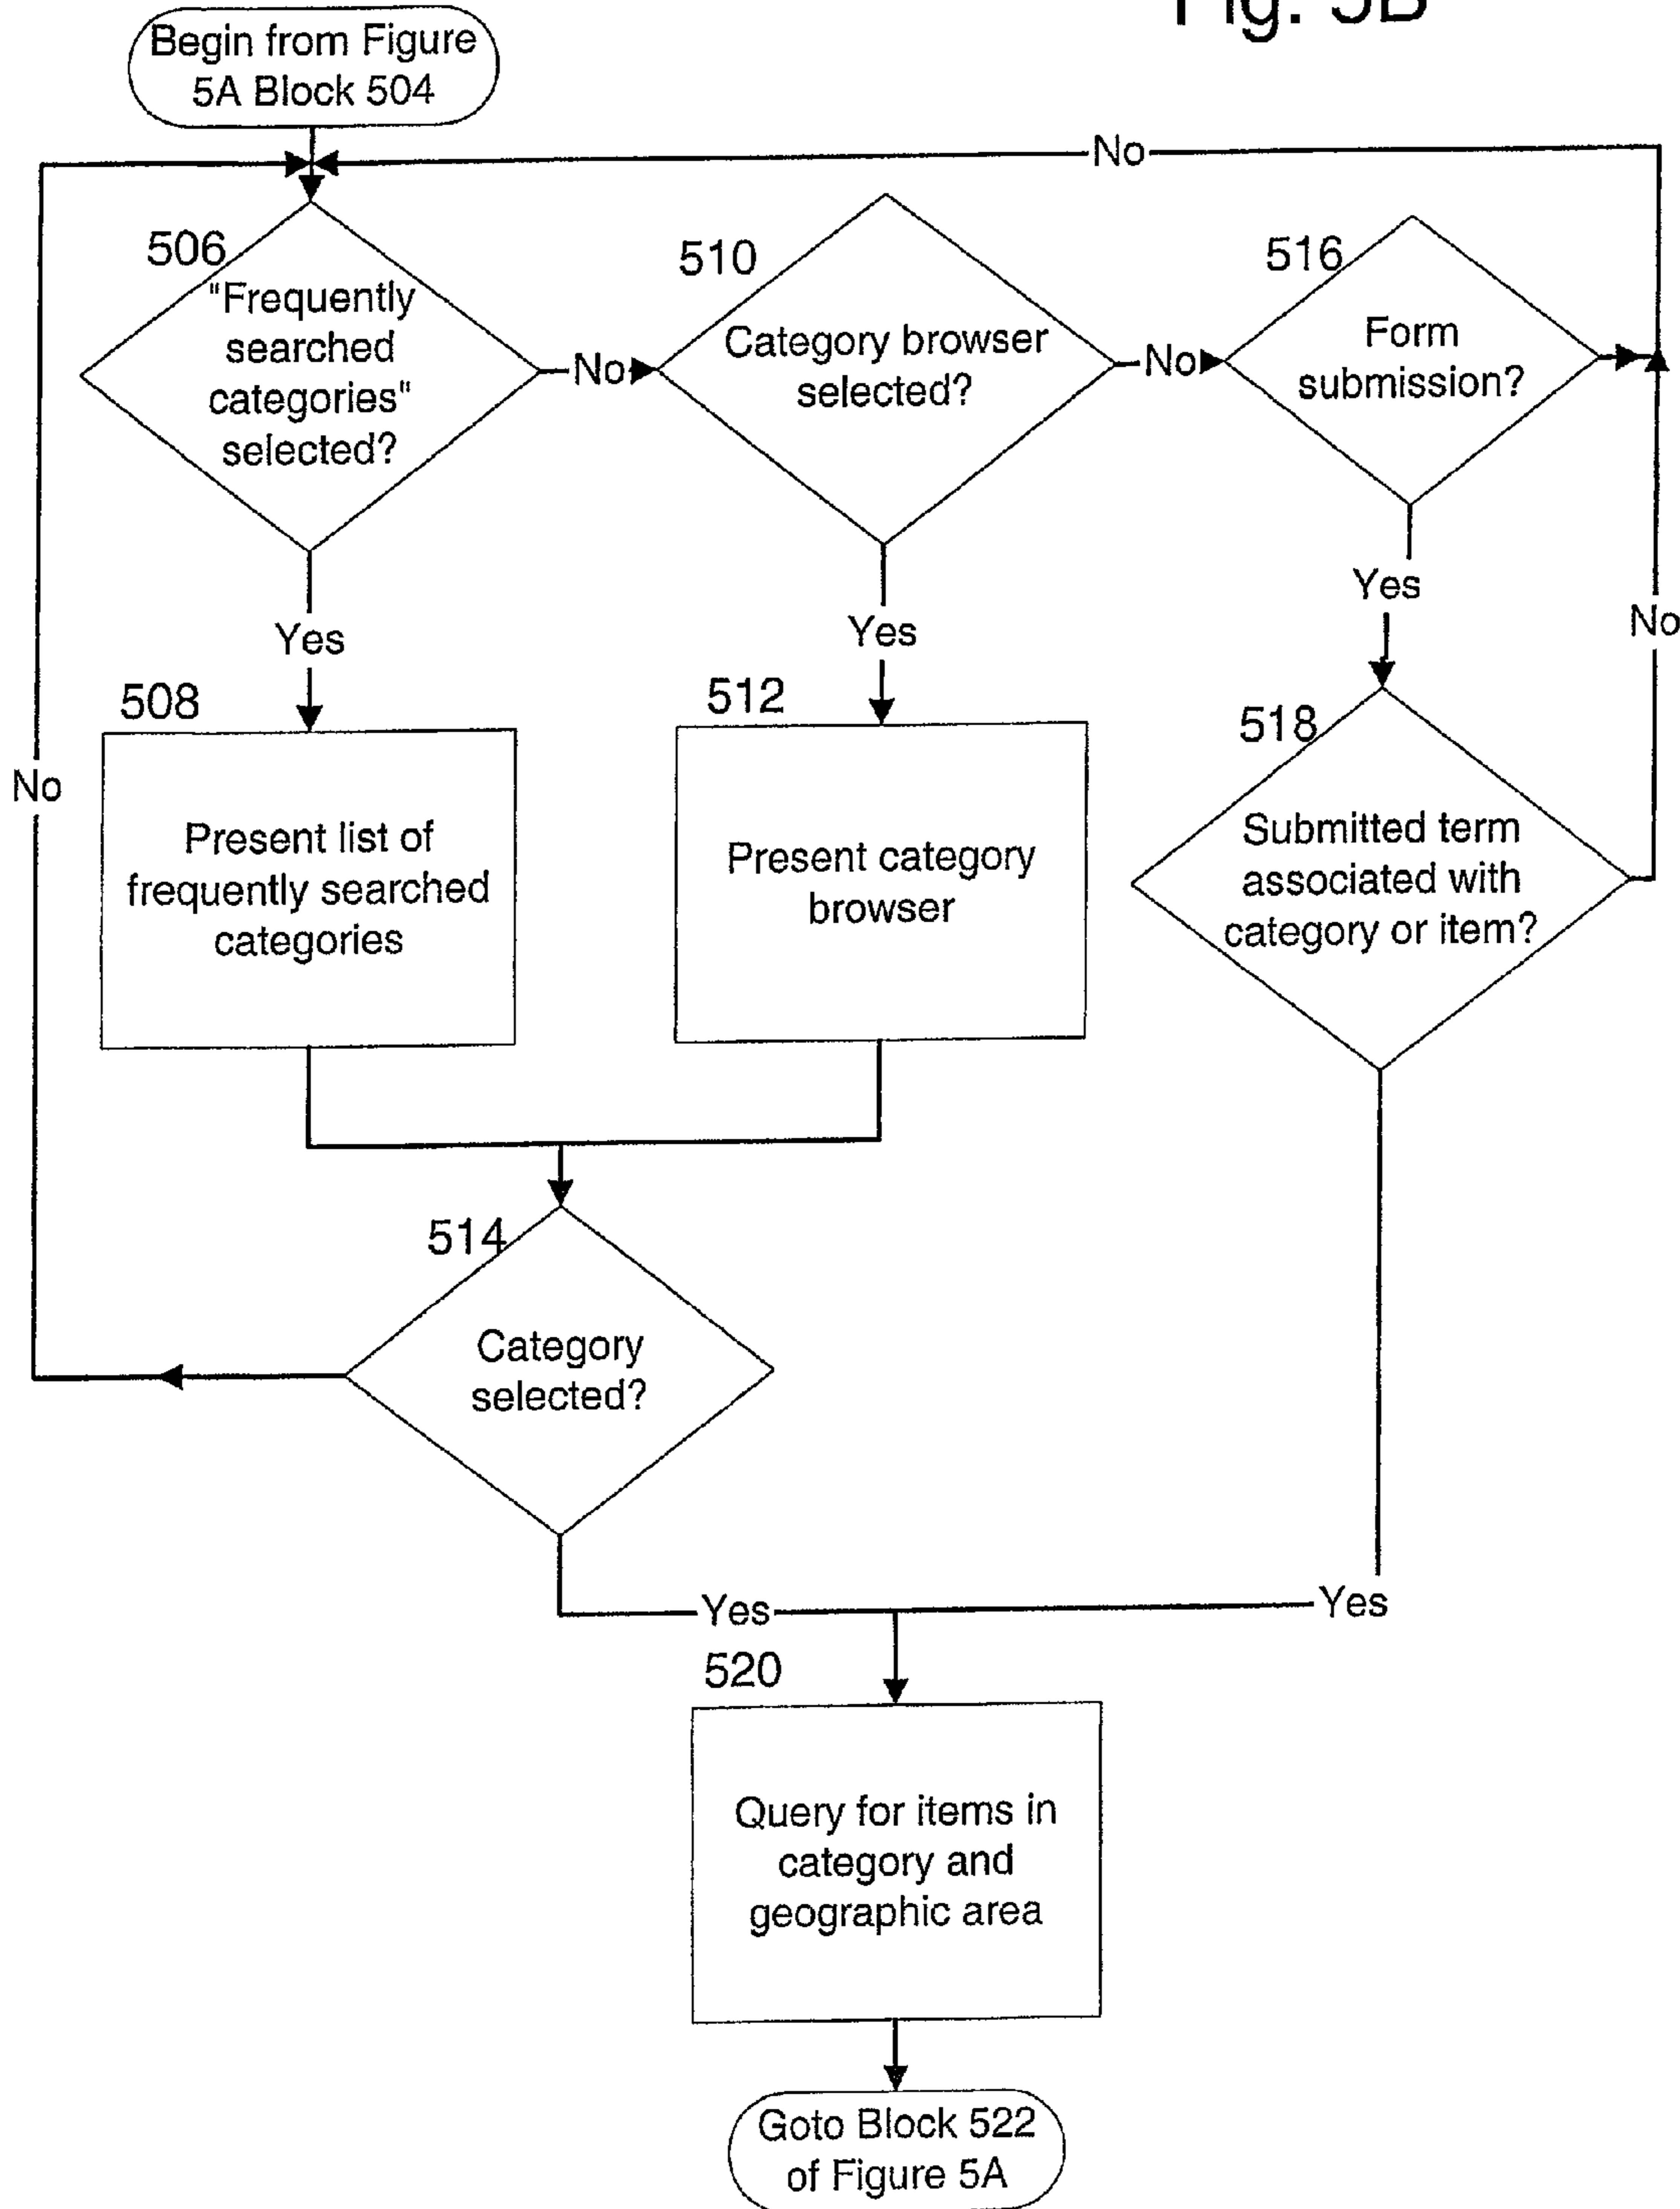 Fig. 5B
Begin from Figure
5A Block 504
No
506
"Frequently
searched
categories"
selected?
No
510
Category browser
selected?
No
516
Form
submission?
Yes
Yes
Yes
No
508
Present list of
frequently searched
categories
512
Present category
browser
518
Submitted term
associated with
category or item?
No
514
Category
selected?
Yes
Yes
520
Query for items in
category and
geographic area
Goto Block 522
of Figure 5A